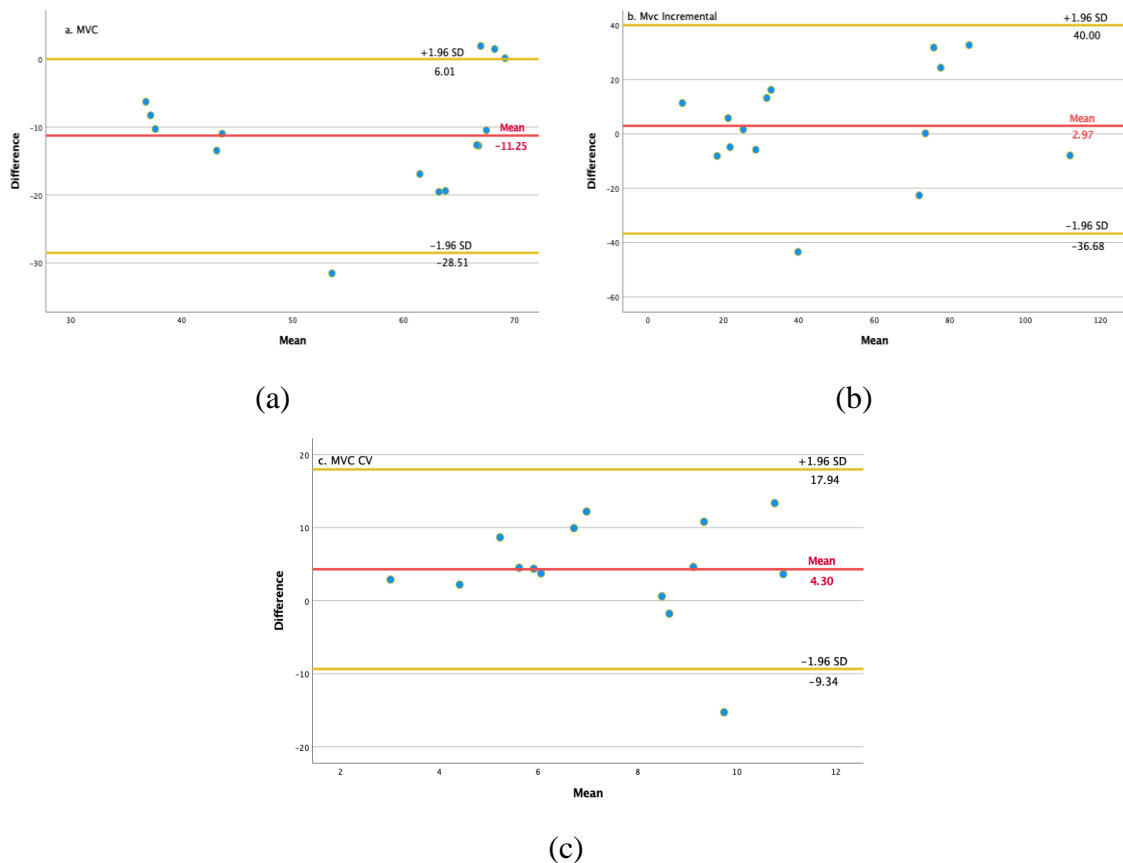 a. MVC
+1.96 SD
6.01
Mean
−11.25
−1.96 SD
−28.51
0
−10
−20
−30
Difference
30 40 50 60 70
Mean
(a)
b. Mvc Incremental
+1.96 SD
40.00
Mean
2.97
−1.96 SD
−36.68
40
20
0
−20
−40
−60
Difference
0 20 40 60 80 100 120
Mean
(b)
c. MVC CV
+1.96 SD
17.94
Mean
4.30
−1.96 SD
−9.34
20
10
0
−10
−20
Difference
2 4 6 8 10 12
Mean
(c)